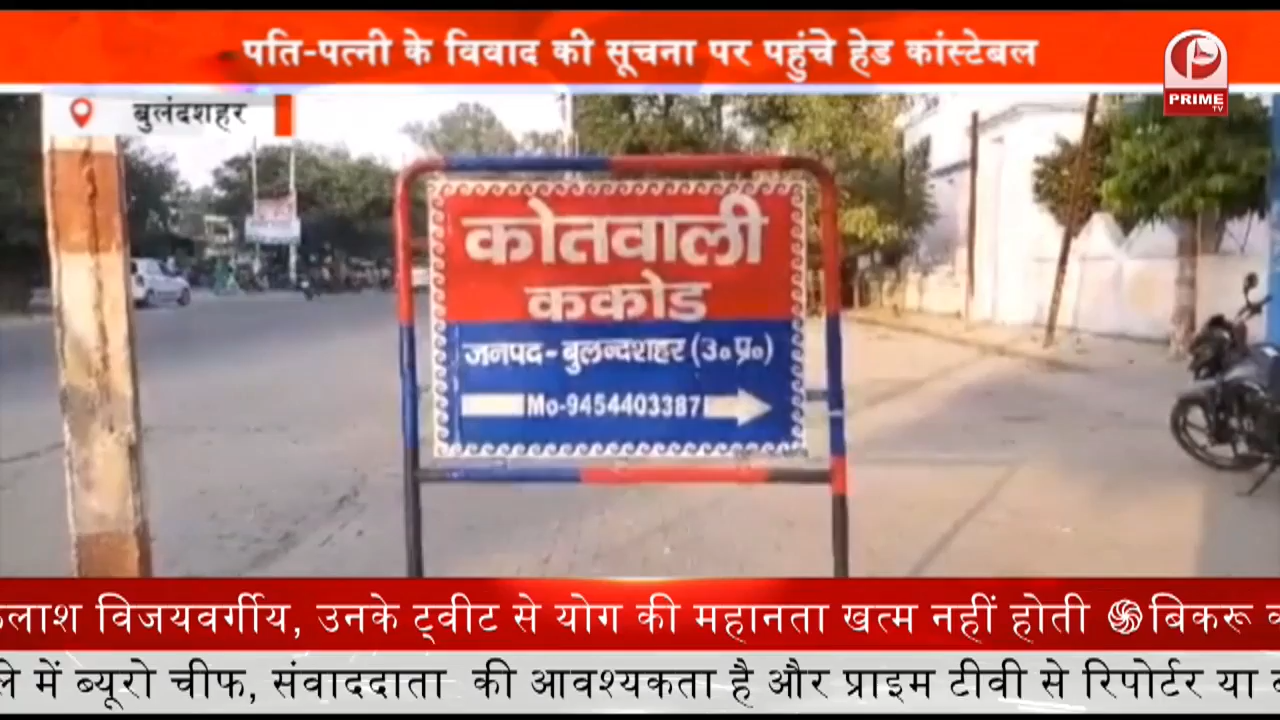 पति-पत्नी के विवाद की सूचना पर पहुंचे हेड कांस्टेबल
PRIME
TV
बुलंदशहर
कोतवाली
ककोड
जनपद-बुलन्दशहर (उ०प्र०)
Mo-9454403387
विजयवर्गीय, उनके ट्वीट से योग की महानता खत्म नहीं होती बिकरू
में ब्यूरो चीफ, संवाददाता की आवश्यकता है और प्राइम टीवी से रिपोर्टर या